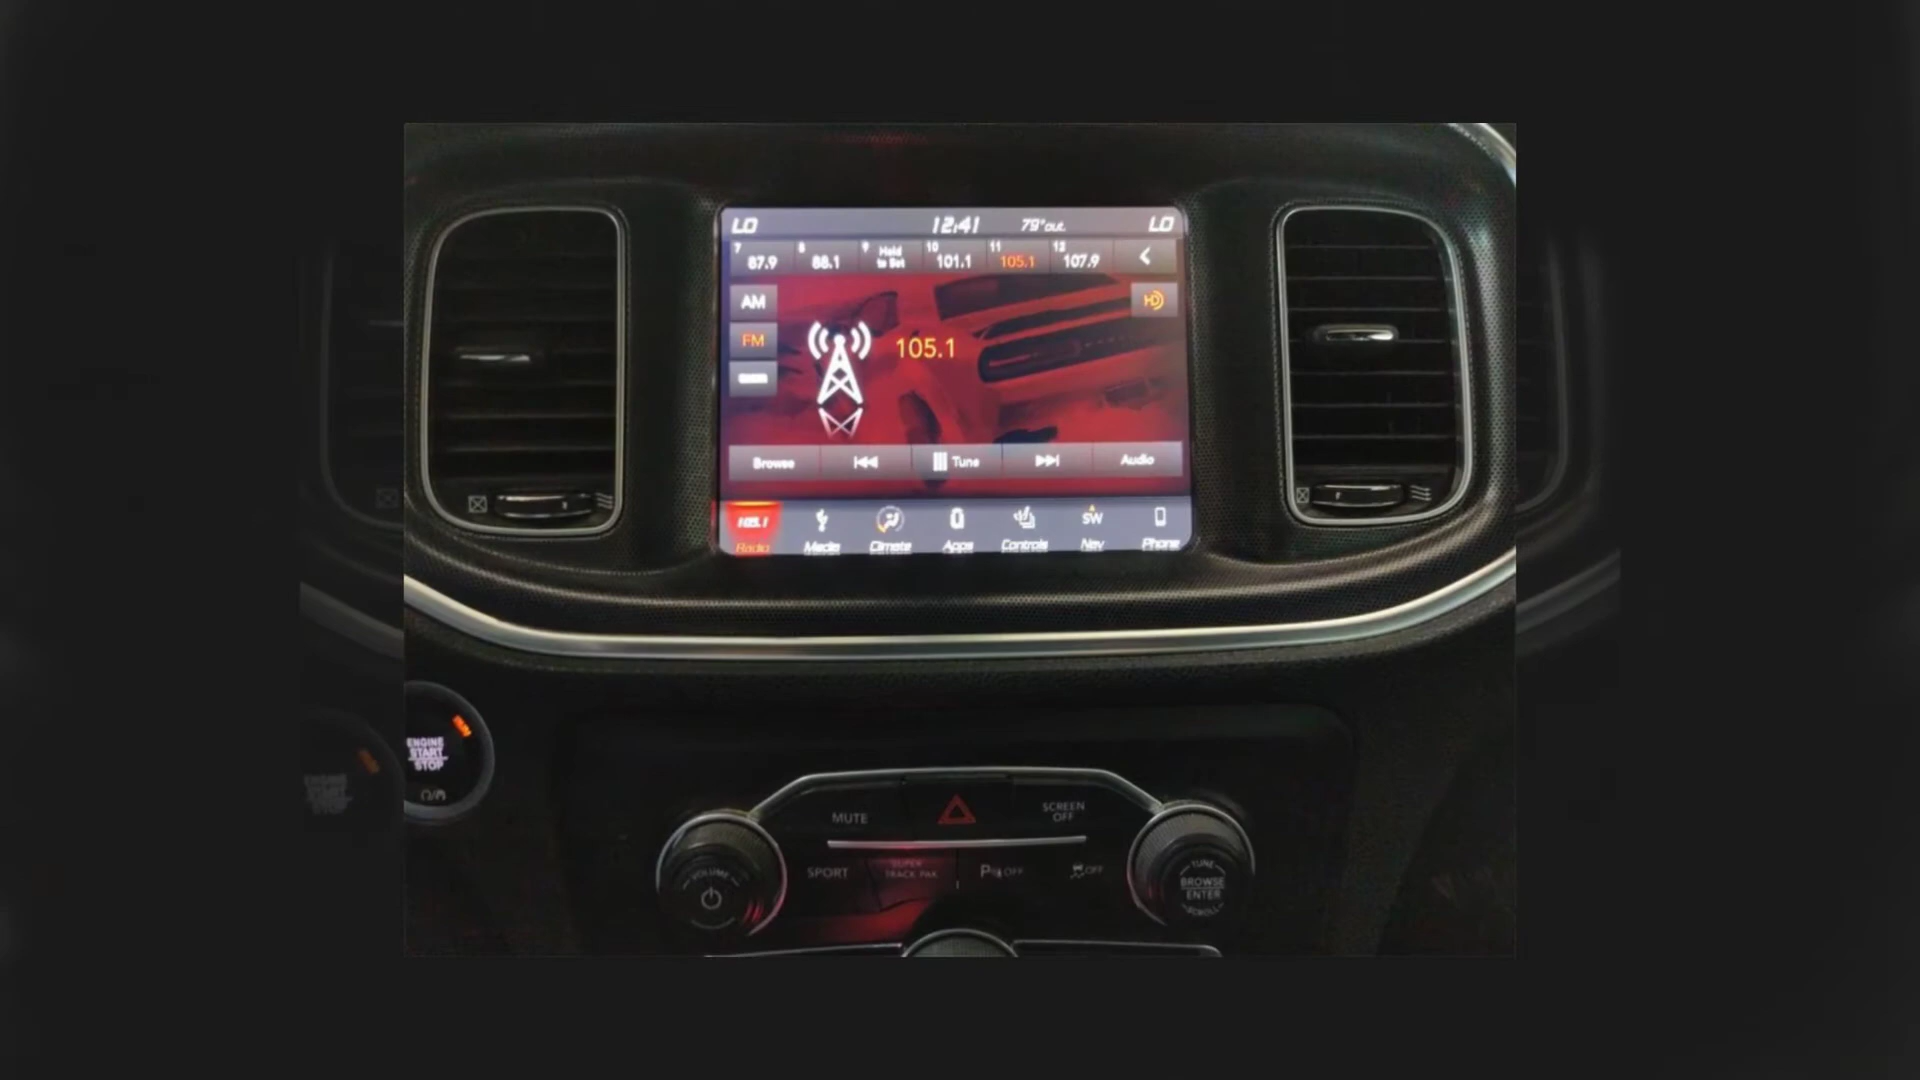 LO 12:41 79°out LO
7 87.9 8 88.1 9 Hold to Set 10 101.1 11 105.1 12 107.9
AM
HD
FM
105.1
Browse Tune Audio
105.1 SW
Radio Media Climate Apps Controls Nav Phone
RUN
ENGINE
START
STOP
MUTE SCREEN
OFF
SPORT SUPER
TRACK PAK P OFF OFF
VOLUME
TUNE
BROWSE
ENTER
SCROLL